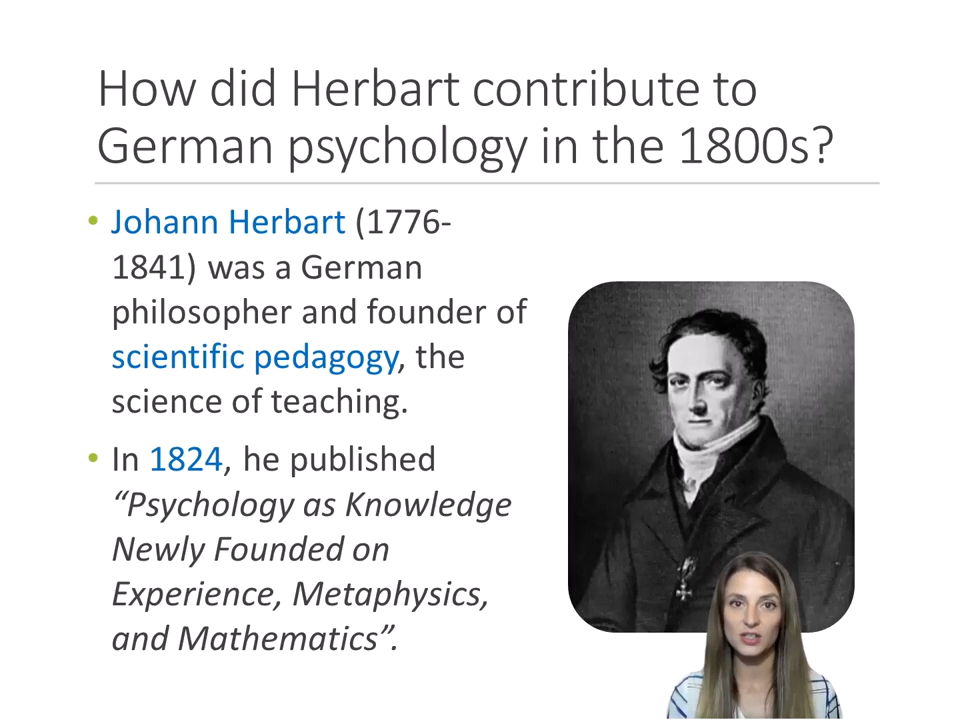 How did Herbart contribute to
German psychology in the 1800s?
• Johann Herbart (1776-
1841) was a German
philosopher and founder of
scientific pedagogy, the
science of teaching.
• In 1824, he published
“Psychology as Knowledge
Newly Founded on
Experience, Metaphysics,
and Mathematics”.